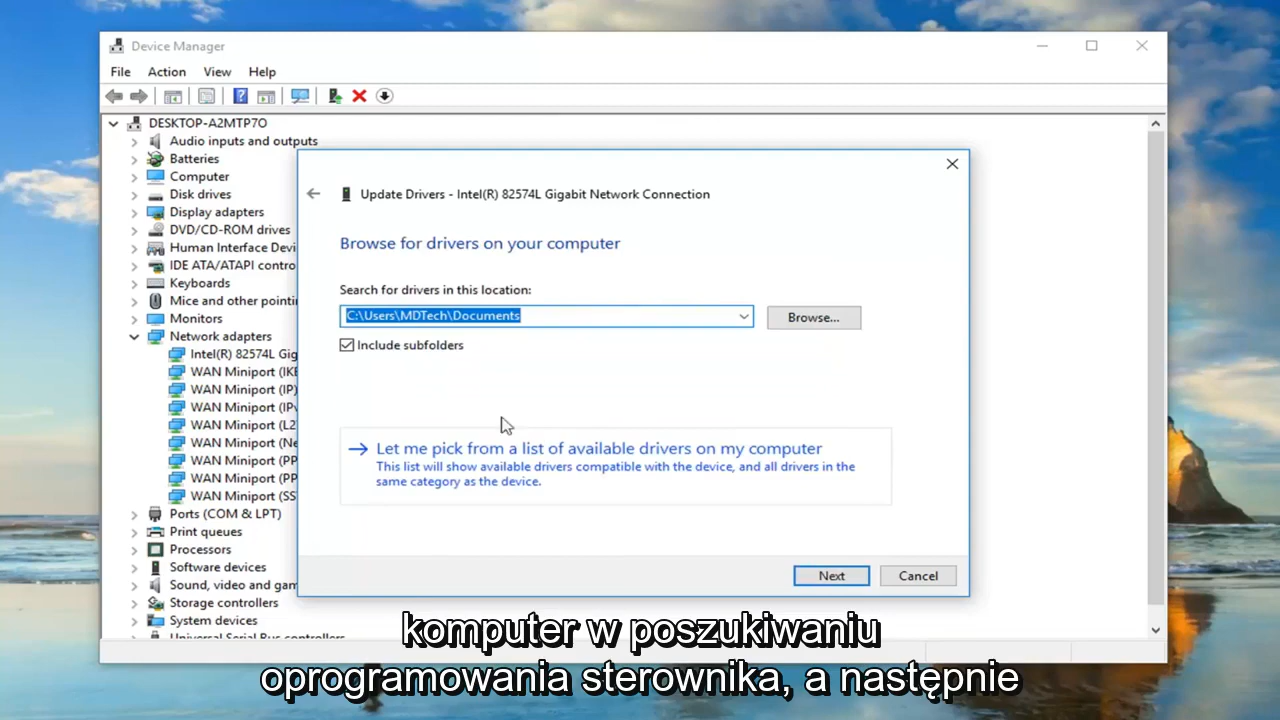 Device Manager
File Action View Help
DESKTOP-A2MTP7O
Audio inputs and outputs
Batteries
Computer
Disk drives
Display adapters
DVD/CD-ROM drives
Human Interface Devi
IDE ATA/ATAPI contro
Keyboards
Mice and other pointin
Monitors
Network adapters
Intel(R) 82574L Gig
WAN Miniport (IKE
WAN Miniport (IP)
WAN Miniport (IPv
WAN Miniport (L2
WAN Miniport (Ne
WAN Miniport (PP
WAN Miniport (PP
WAN Miniport (SS
Ports (COM & LPT)
Print queues
Processors
Software devices
Sound, video and gam
Storage controllers
System devices
Universal Serial Bus controllers
Update Drivers - Intel(R) 82574L Gigabit Network Connection
Browse for drivers on your computer
Search for drivers in this location:
C:\Users\MDTech\Documents
Browse...
Include subfolders
Let me pick from a list of available drivers on my computer
This list will show available drivers compatible with the device, and all drivers in the
same category as the device.
Next Cancel
komputer w poszukiwaniu
oprogramowania sterownika, a następnie